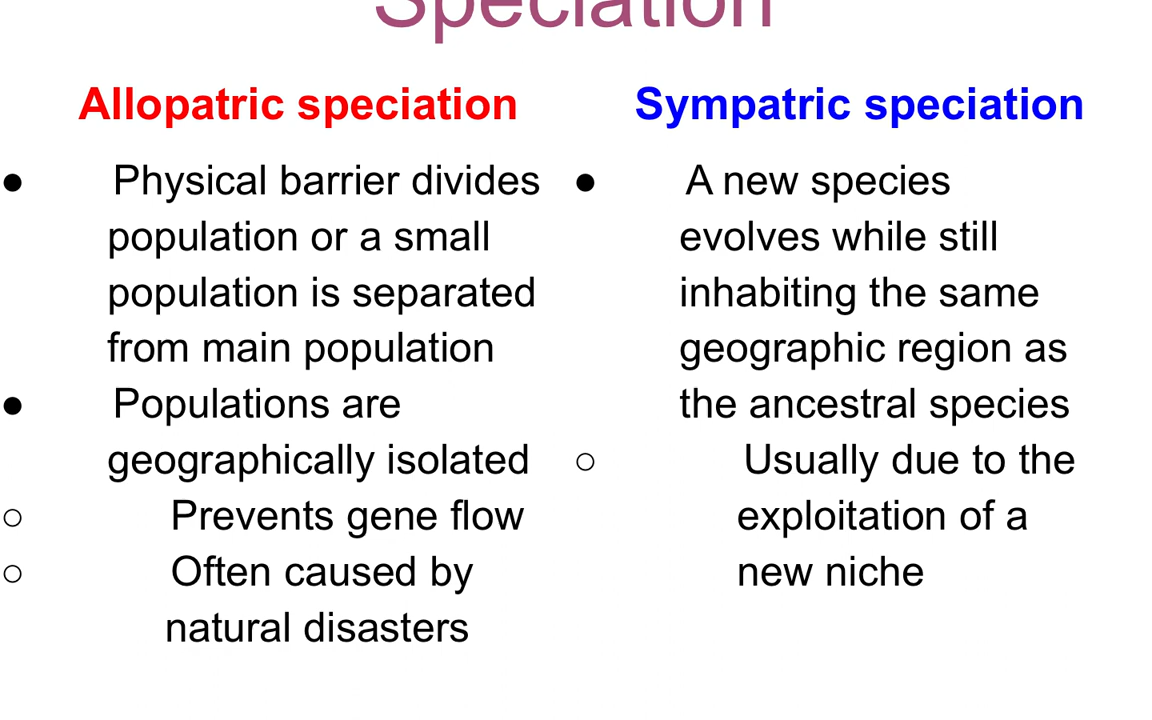 Speciation
Allopatric speciation
● Physical barrier divides
population or a small
population is separated
from main population
● Populations are
geographically isolated
○ Prevents gene flow
○ Often caused by
natural disasters
Sympatric speciation
● A new species
evolves while still
inhabiting the same
geographic region as
the ancestral species
○ Usually due to the
exploitation of a
new niche